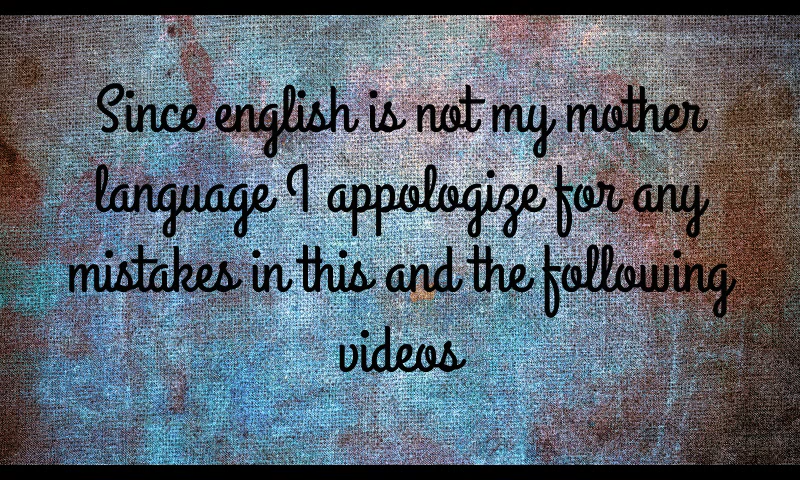 Since english is not my mother
language I appologize for any
mistakes in this and the following
videos